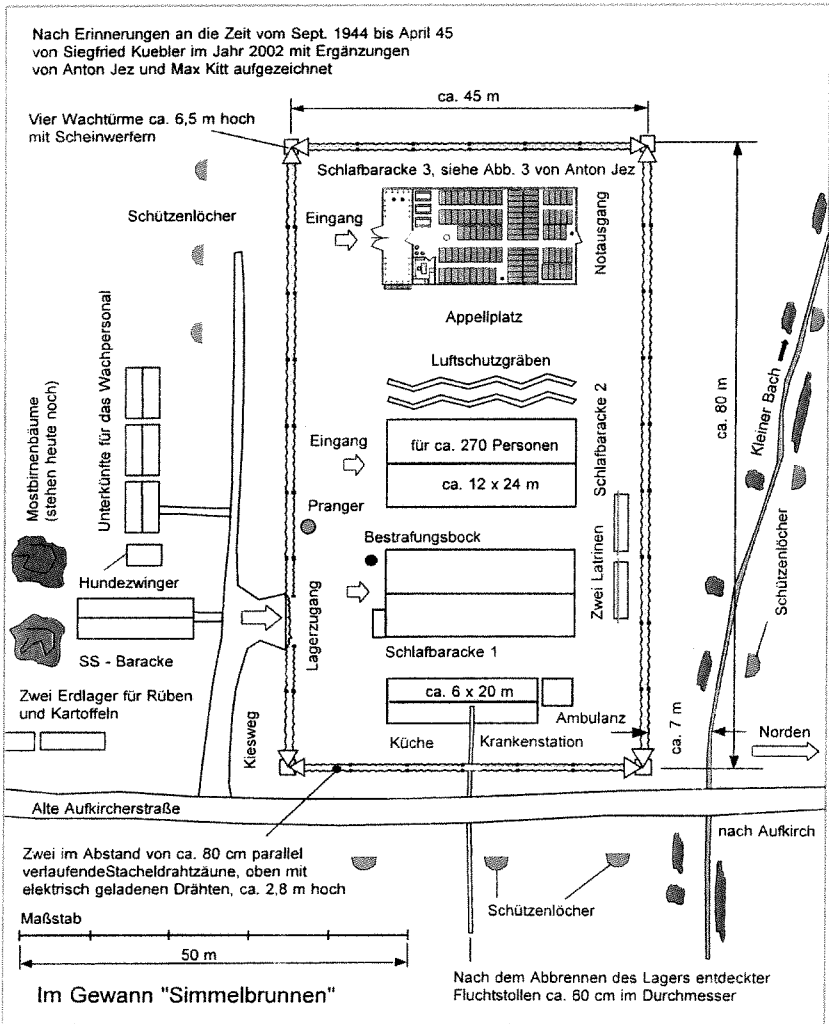 Nach Erinnerungen an die Zeit vom Sept. 1944 bis April 45
von Siegfried Kuebler im Jahr 2002 mit Ergänzungen
von Anton Jez und Max Kitt aufgezeichnet
ca. 45 m
Vier Wachtürme ca. 6,5 m hoch
mit Scheinwerfern
Schlafbaracke 3, siehe Abb. 3 von Anton Jez
Schützenlöcher
Eingang
Notausgang
Appellplatz
Luftschutzgräben
Kleiner Bach
ca. 80 m
Mostbirnenbäume
(stehen heute noch)
Unterkünfte für das Wachpersonal
Eingang
für ca. 270 Personen
ca. 12 x 24 m
Schlafbaracke 2
Pranger
Bestrafungsbock
Schützenlöcher
Hundezwinger
Lagerzugang
Zwei Latrinen
SS - Baracke
Schlafbaracke 1
Zwei Erdlager für Rüben
und Kartoffeln
ca. 6 x 20 m
Kiesweg
Küche
Krankenstation
Ambulanz
ca. 7 m
Norden
Alte Aufkircherstraße
nach Aufkirch
Zwei im Abstand von ca. 80 cm parallel
verlaufendeStacheldrahtzäune, oben mit
elektrisch geladenen Drähten, ca. 2,8 m hoch
Schützenlöcher
Maßstab
50 m
Nach dem Abbrennen des Lagers entdeckter
Fluchtstollen ca. 60 cm im Durchmesser
Im Gewann "Simmelbrunnen"